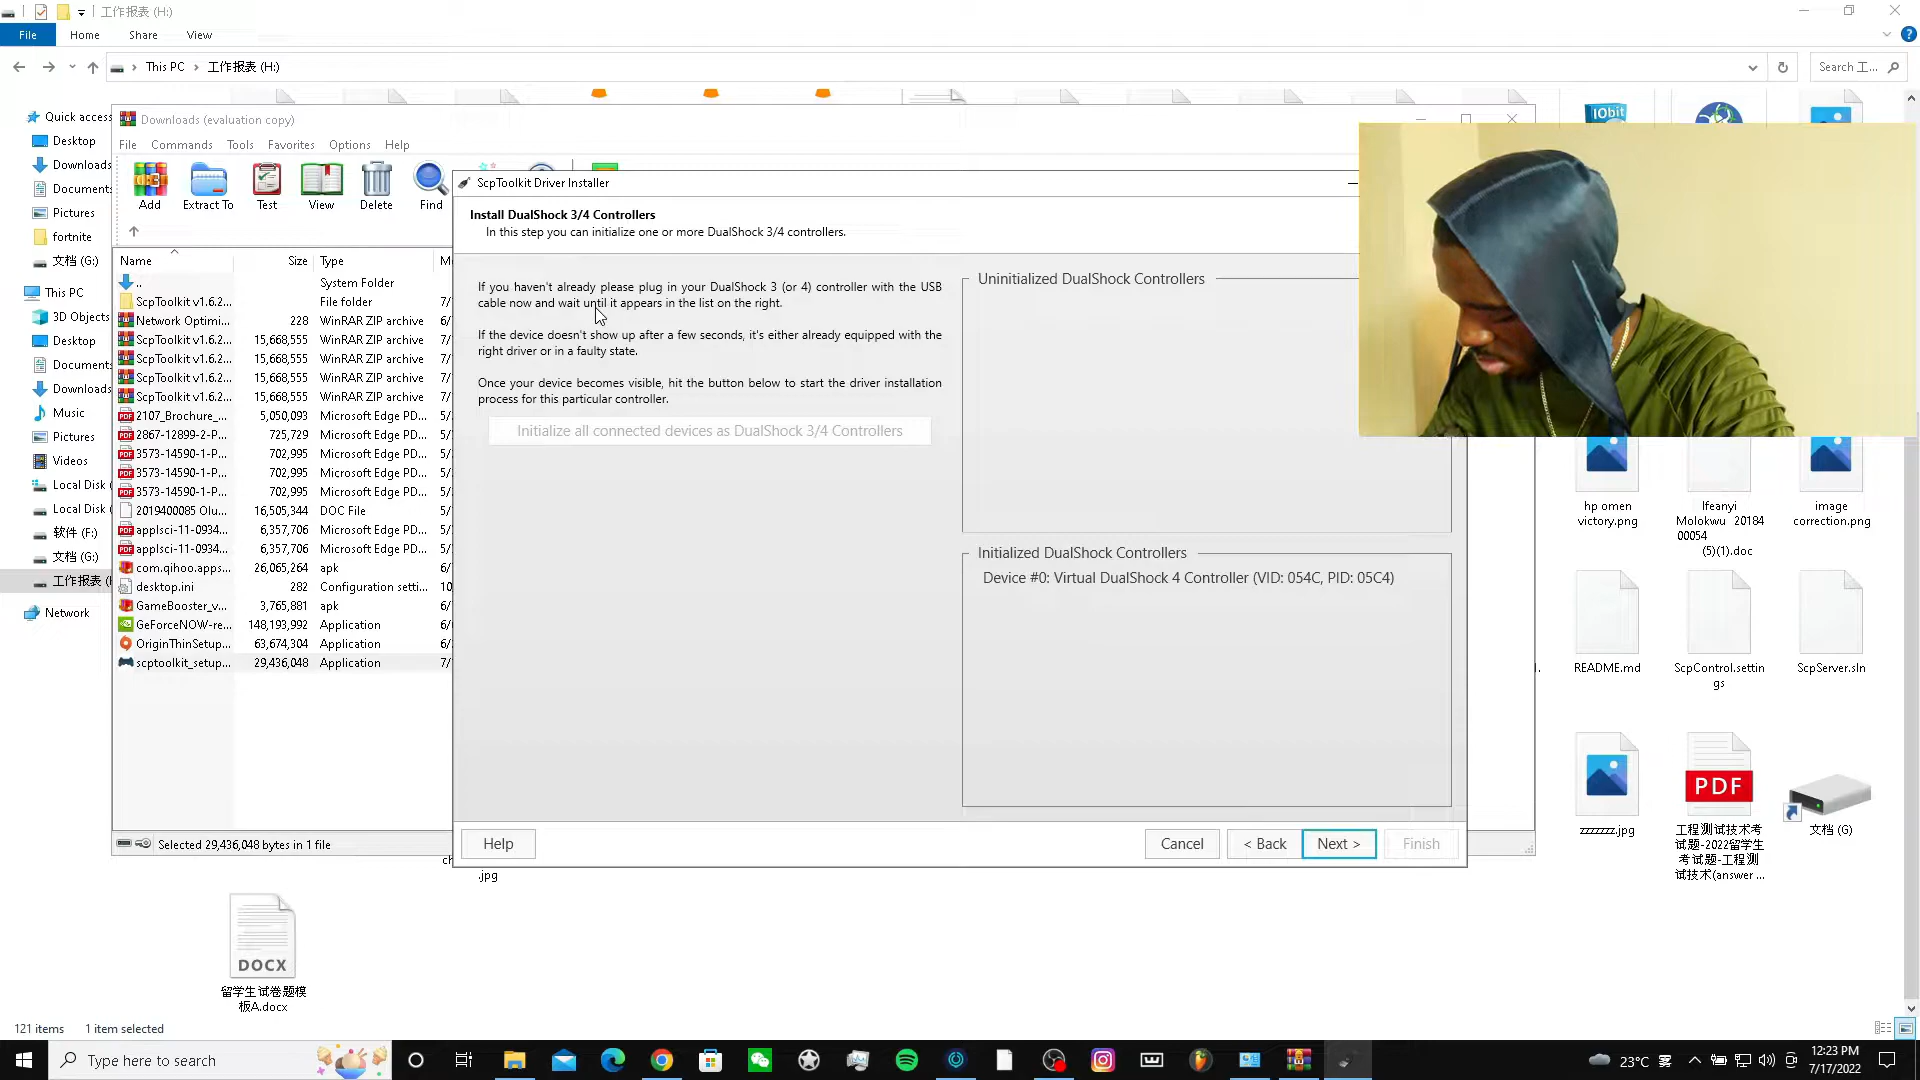 工作报表 (H:)
File Home Share View
This PC 工作报表 (H:)
Search 工...
Quick access
Desktop
Downloads
Documents
Pictures
fortnite
文档 (G:)
This PC
3D Objects
Desktop
Documents
Downloads
Music
Pictures
Videos
Local Disk
Local Disk
软件 (F:)
文档 (G:)
工作报表 (
Network
Downloads (evaluation copy)
File Commands Tools Favorites Options Help
Add Extract To Test View Delete Find
Name Size Type M
.. System Folder
ScpToolkit v1.6.2... File folder 7/
Network Optimi... 228 WinRAR ZIP archive 6/
ScpToolkit v1.6.2... 15,668,555 WinRAR ZIP archive 7/
ScpToolkit v1.6.2... 15,668,555 WinRAR ZIP archive 7/
ScpToolkit v1.6.2... 15,668,555 WinRAR ZIP archive 7/
ScpToolkit v1.6.2... 15,668,555 WinRAR ZIP archive 7/
2107_Brochure_... 5,050,093 Microsoft Edge PD... 5/
2867-12899-2-P... 725,729 Microsoft Edge PD... 5/
3573-14590-1-P... 702,995 Microsoft Edge PD... 5/
3573-14590-1-P... 702,995 Microsoft Edge PD... 5/
3573-14590-1-P... 702,995 Microsoft Edge PD... 5/
2019400085 Olu... 16,505,344 DOC File 5/
applsci-11-0934... 6,357,706 Microsoft Edge PD... 5/
applsci-11-0934... 6,357,706 Microsoft Edge PD... 5/
com.qihoo.apps... 26,065,264 apk 6/
desktop.ini 282 Configuration setti... 10
GameBooster_v... 3,765,881 apk 6/
GeForceNOW-re... 148,193,992 Application 6/
OriginThinSetup... 63,674,304 Application 6/
scptoolkit_setup... 29,436,048 Application 7/
Selected 29,436,048 bytes in 1 file
ScpToolkit Driver Installer
Install DualShock 3/4 Controllers
In this step you can initialize one or more DualShock 3/4 controllers.
If you haven't already please plug in your DualShock 3 (or 4) controller with the USB
cable now and wait until it appears in the list on the right.
If the device doesn't show up after a few seconds, it's either already equipped with the
right driver or in a faulty state.
Once your device becomes visible, hit the button below to start the driver installation
process for this particular controller.
Initialize all connected devices as DualShock 3/4 Controllers
Uninitialized DualShock Controllers
Initialized DualShock Controllers
Device #0: Virtual DualShock 4 Controller (VID: 054C, PID: 05C4)
Help Cancel < Back Next > Finish
IObit
hp omen
victory.png
Ifeanyi
Molokwu 20184
00054
(5)(1).doc
image
correction.png
README.md
ScpControl.settin
gs
ScpServer.sln
zzzzzzz.jpg
PDF
工程测试技术考
试题-2022留学生
考试题-工程测
试技术(answer ...
文档 (G)
.jpg
DOCX
留学生试卷题模
板A.docx
121 items 1 item selected
Type here to search
23°C
12:23 PM
7/17/2022